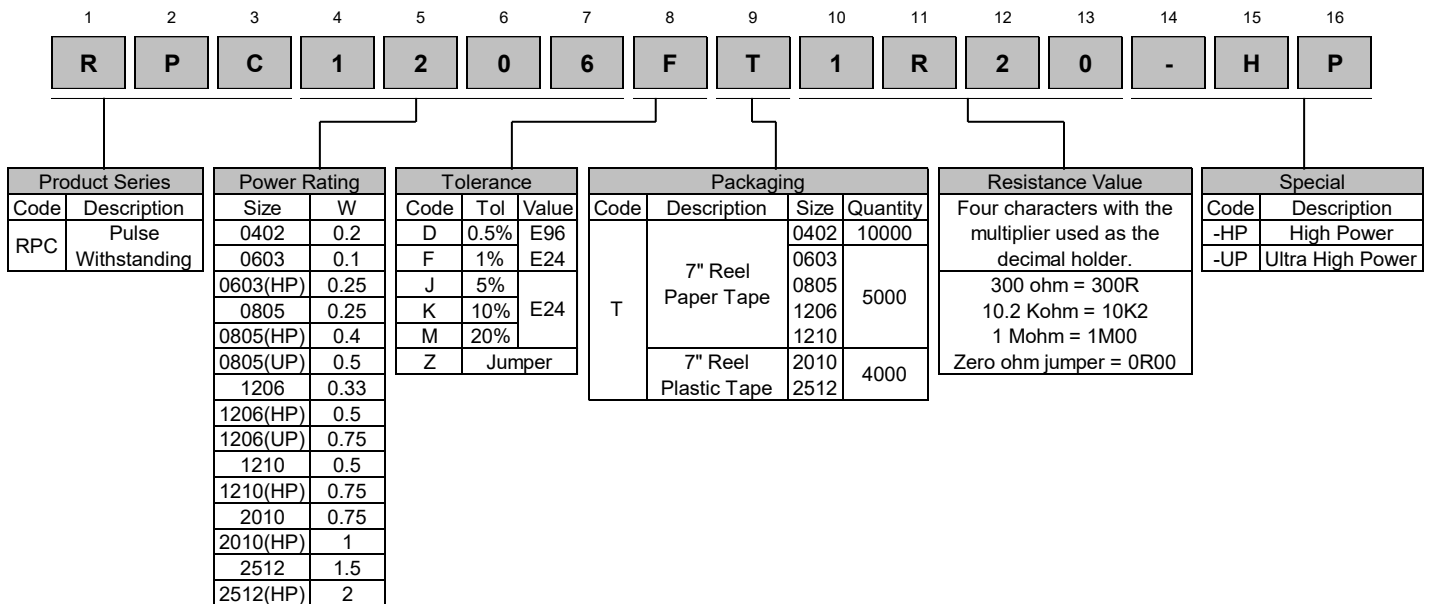 1 2 3 4 5 6 7 8 9 10 11 12 13 14 15 16
R P C 1 2 0 6 F T 1 R 2 0 - H P
Product Series
Code Description
RPC Pulse
Withstanding
Power Rating
Size W
0402 0.2
0603 0.1
0603(HP) 0.25
0805 0.25
0805(HP) 0.4
0805(UP) 0.5
1206 0.33
1206(HP) 0.5
1206(UP) 0.75
1210 0.5
1210(HP) 0.75
2010 0.75
2010(HP) 1
2512 1.5
2512(HP) 2
Tolerance
Code Tol Value
D 0.5% E96
F 1% E24
J 5%
K 10% E24
M 20%
Z Jumper
Packaging
Code Description Size Quantity
T
7" Reel
Paper Tape
0402 10000
0603
0805
1206
1210
5000
7" Reel
Plastic Tape
2010
2512
4000
Resistance Value
Four characters with the
multiplier used as the
decimal holder.
300 ohm = 300R
10.2 Kohm = 10K2
1 Mohm = 1M00
Zero ohm jumper = 0R00
Special
Code Description
-HP High Power
-UP Ultra High Power